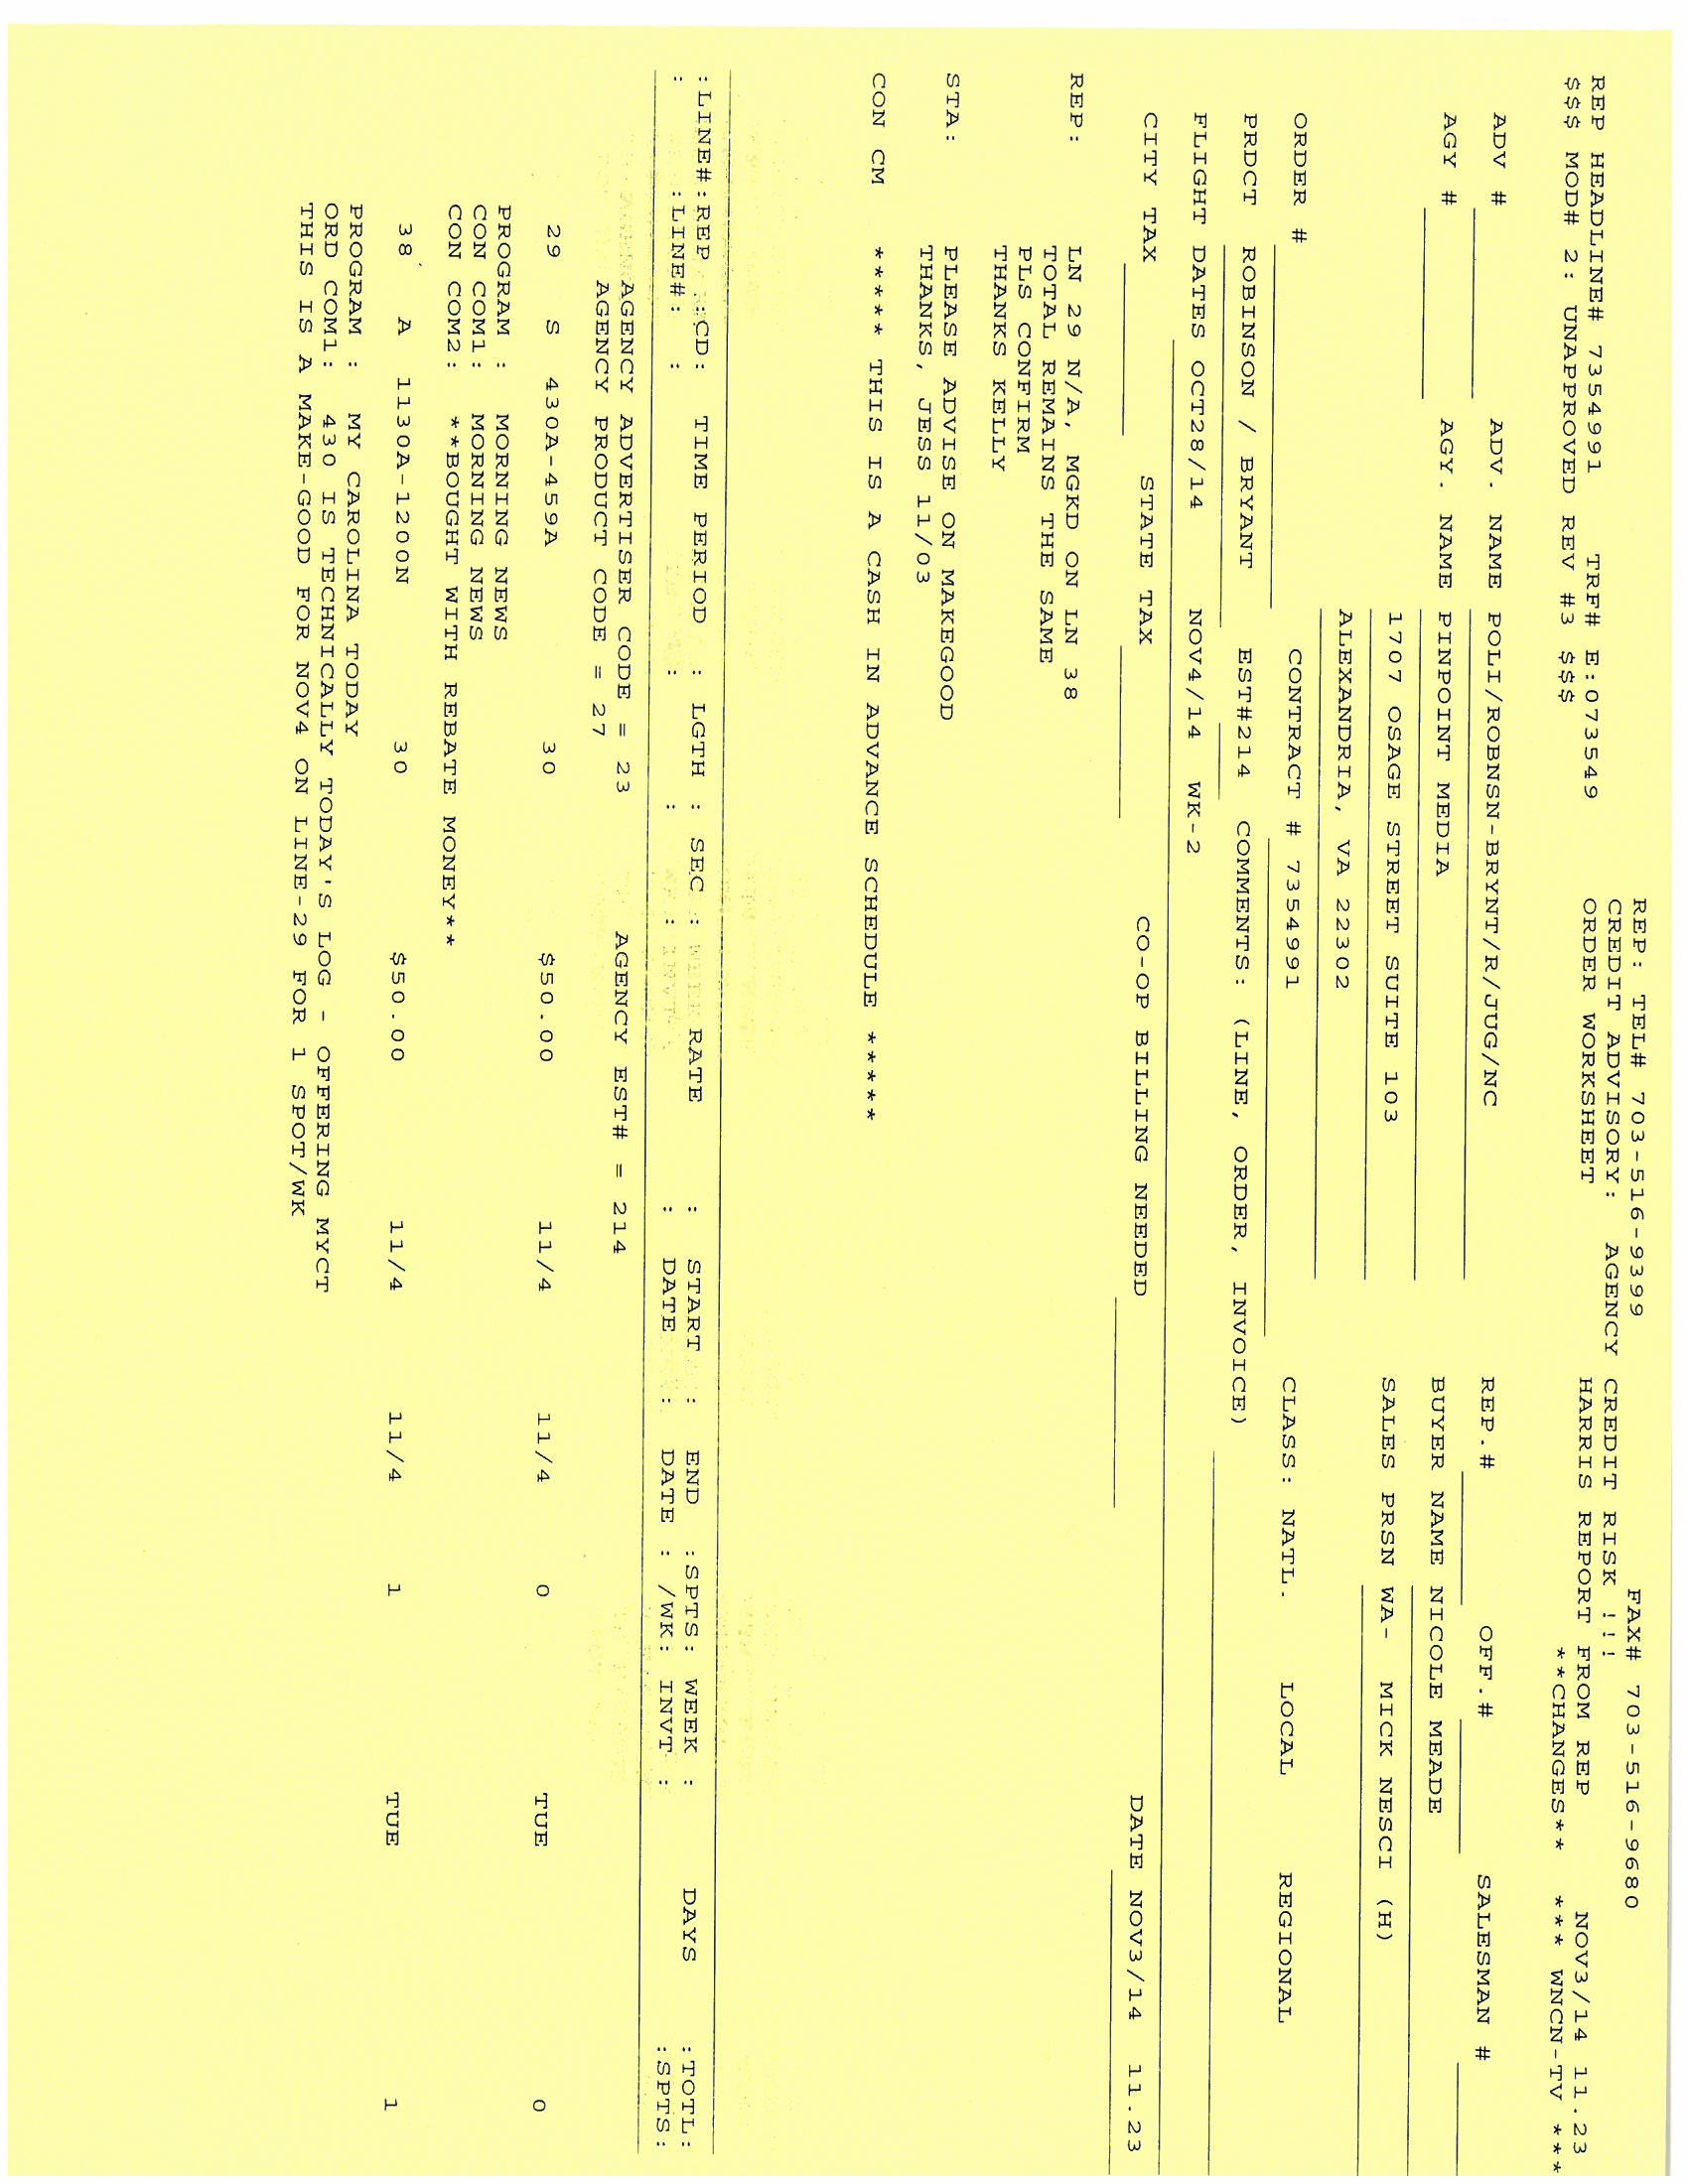 REP: TEL# 703-516-9399 FAX# 703-516-9680
CREDIT ADVISORY: AGENCY CREDIT RISK !!!
ORDER WORKSHEET HARRIS REPORT FROM REP NOV3/14 11.23
REP HEADLINE# 7354991 TRF# E:073549 **CHANGES** *** WNCN-TV ***
$$$ MOD# 2: UNAPPROVED REV #3 $$$
ADV # ADV. NAME POLI/ROBNSN-BRYNT/R/JUG/NC REP.# OFF.# SALESMAN #
AGY # AGY. NAME PINPOINT MEDIA BUYER NAME NICOLE MEADE
1707 OSAGE STREET SUITE 103 SALES PRSN WA- MICK NESCI (H)
ALEXANDRIA, VA 22302
ORDER # CONTRACT # 7354991 CLASS: NATL. LOCAL REGIONAL
PRDCT ROBINSON / BRYANT EST#214 COMMENTS: (LINE, ORDER, INVOICE)
FLIGHT DATES OCT28/14 NOV4/14 WK-2
CITY TAX STATE TAX CO-OP BILLING NEEDED DATE NOV3/14 11.23
REP: LN 29 N/A, MGKD ON LN 38
TOTAL REMAINS THE SAME
PLS CONFIRM
THANKS KELLY
STA: PLEASE ADVISE ON MAKEGOOD
THANKS, JESS 11/03
CON CM ***** THIS IS A CASH IN ADVANCE SCHEDULE *****
:LINE#:REP :CD: TIME PERIOD : LGTH : SEC : RATE : START : END :SPTS: WEEK : DAYS :TOTL:
: :LINE#: : : : : : DATE : DATE : /WK: INVT : :SPTS:
AGENCY ADVERTISER CODE = 23 AGENCY EST# = 214
AGENCY PRODUCT CODE = 27
29 S 430A-459A 30 $50.00 11/4 11/4 0 TUE 0
PROGRAM : MORNING NEWS
CON COM1: MORNING NEWS
CON COM2: **BOUGHT WITH REBATE MONEY**
38 A 1130A-1200N 30 $50.00 11/4 11/4 1 TUE 1
PROGRAM : MY CAROLINA TODAY
ORD COM1: 430 IS TECHNICALLY TODAY'S LOG - OFFERING MYCT
THIS IS A MAKE-GOOD FOR NOV4 ON LINE-29 FOR 1 SPOT/WK